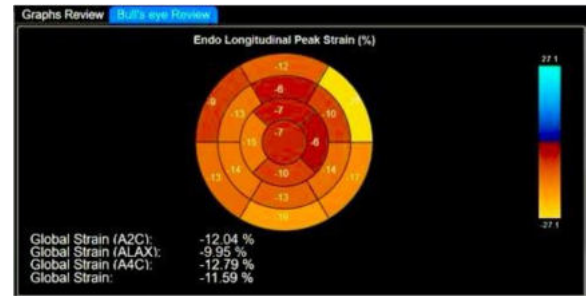 Graphs Review Bull's eye Review
Endo Longitudinal Peak Strain (%)
27.1
-12
-6
-9
-7
-13
-10
-7
-15
-6
-13
-14
-10
-14
-17
-13
-27.1
Global Strain (A2C): -12.04 %
Global Strain (ALAX): -9.95 %
Global Strain (A4C): -12.79 %
Global Strain: -11.59 %